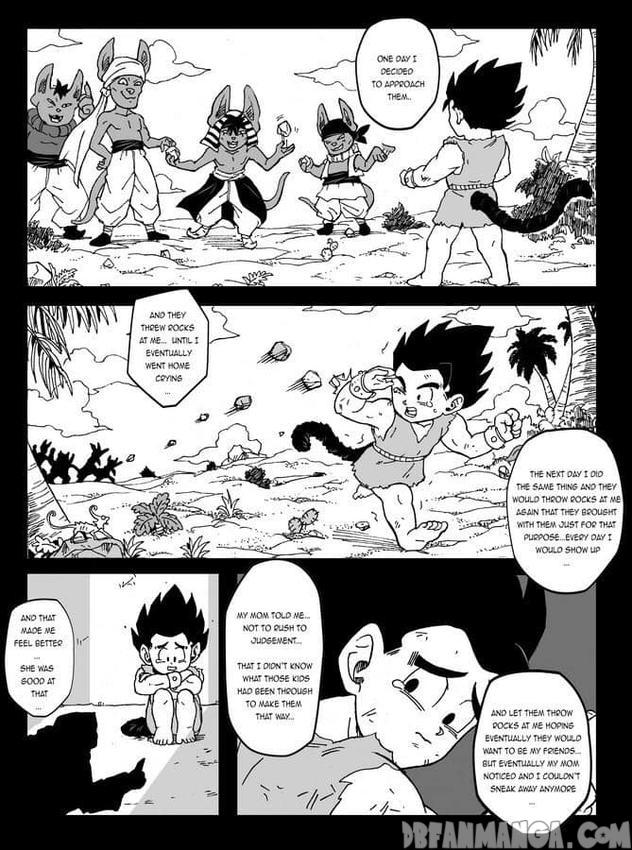 ONE DAY I
DECIDED
TO APPROACH
THEM..
AND THEY
THREW ROCKS
AT ME... UNTIL I
EVENTUALLY
WENT HOME
CRYING
...
THE NEXT DAY I DID
THE SAME THING AND THEY
WOULD THROW ROCKS AT ME
AGAIN THAT THEY BROUGHT
WITH THEM JUST FOR THAT
PURPOSE...EVERY DAY I
WOULD SHOW UP
...
AND LET THEM THROW
ROCKS AT ME HOPING
EVENTUALLY THEY WOULD
WANT TO BE MY FRIENDS...
BUT EVENTUALLY MY MOM
NOTICED AND I COULDN'T
SNEAK AWAY ANYMORE
...
MY MOM TOLD ME...
NOT TO RUSH TO
JUDGEMENT...
THAT I DIDN'T KNOW
WHAT THOSE KIDS
HAD BEEN THROUGH
TO MAKE THEM
THAT WAY...
AND THAT
MADE ME
FEEL BETTER
...
SHE WAS
GOOD AT
THAT
...
DBFANMANGA.COM